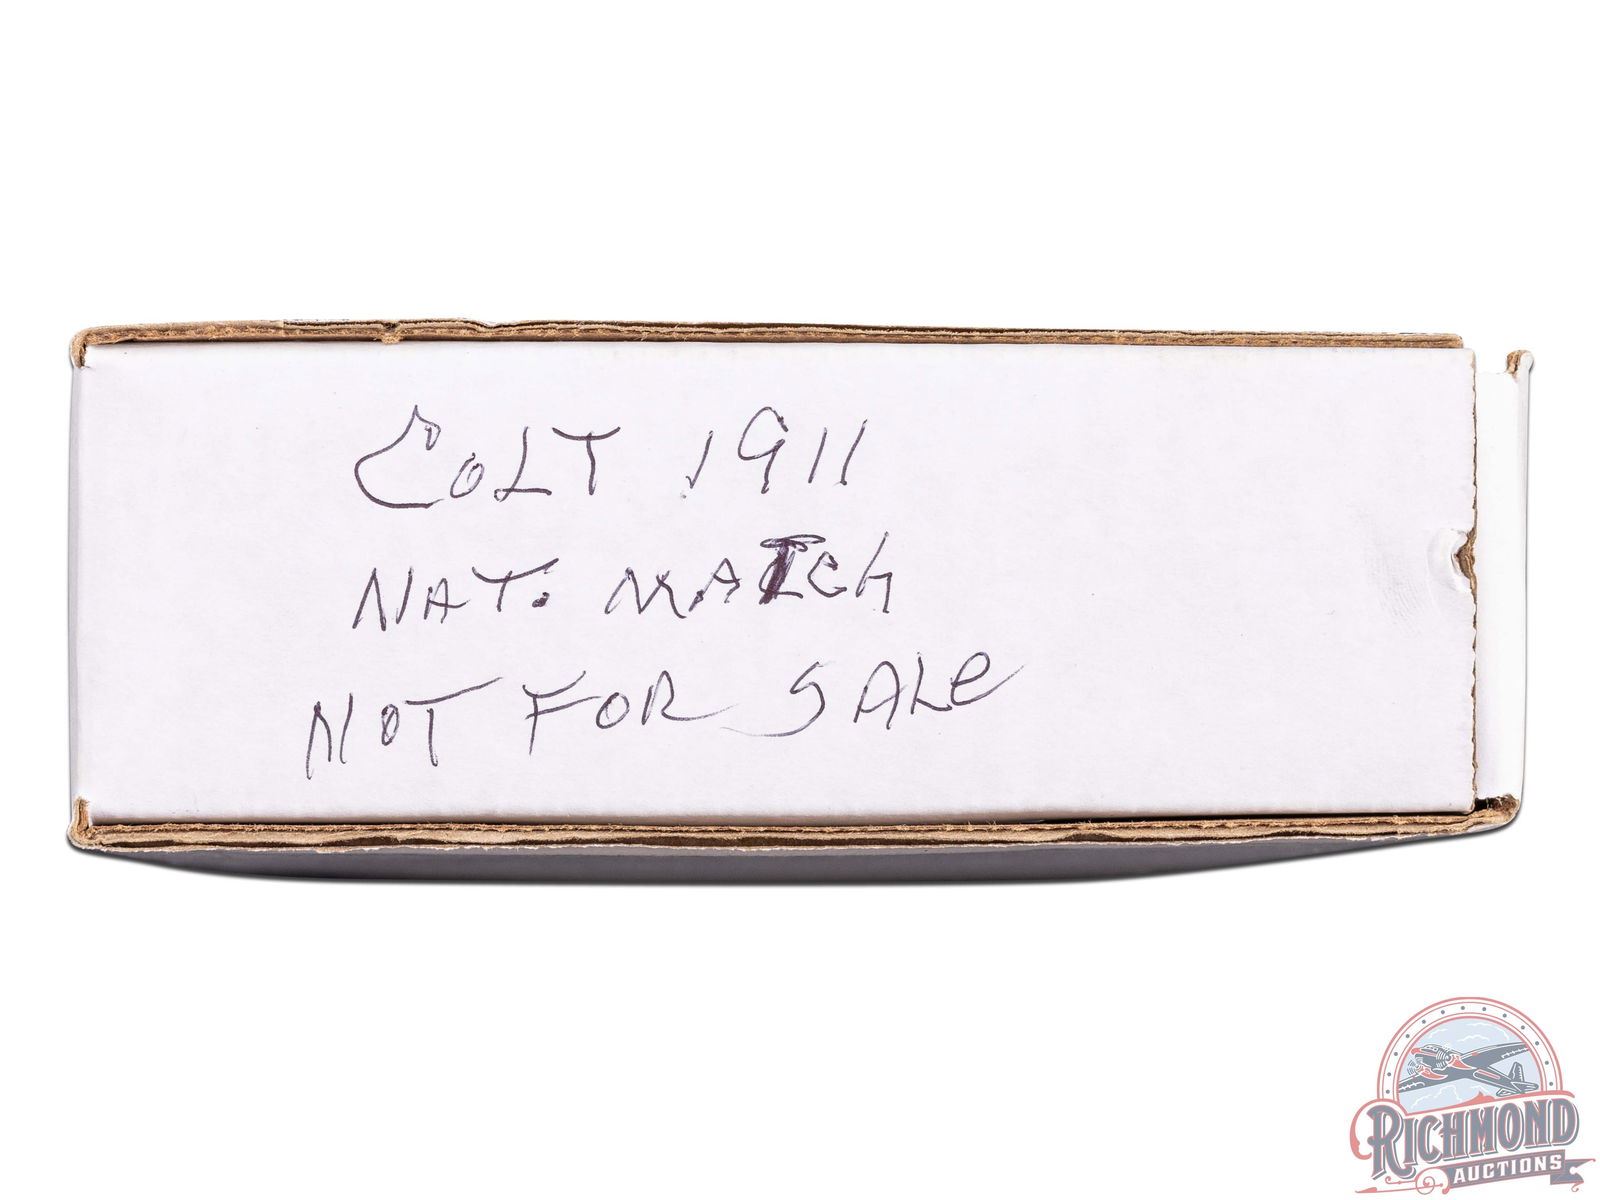 COLT 1911
NAT. MATCh
NOT FOR SALe
RICHMOND
AUCTIONS